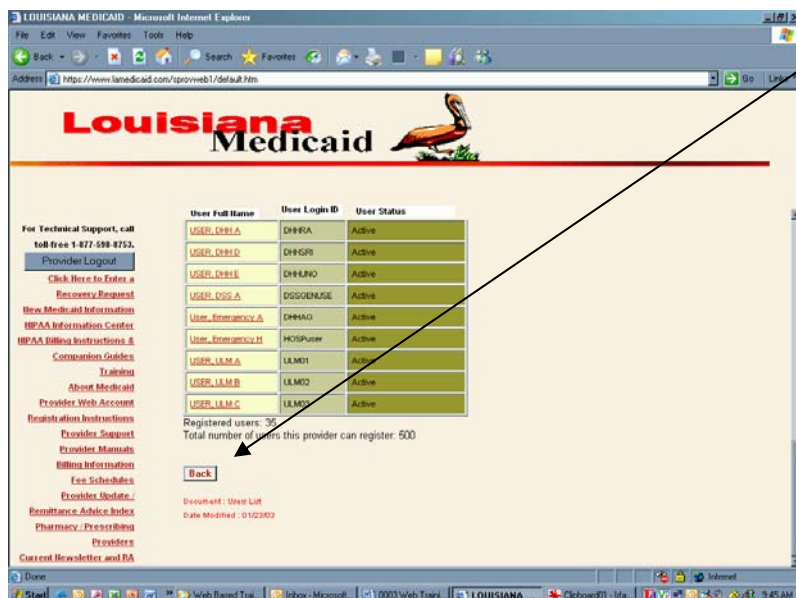 LOUISIANA MEDICAID - Microsoft Internet Explorer
File Edit View Favorites Tools Help
Back Search Favorites
Address https://www.lamedicaid.com/sprovweb1/default.htm Go Links
Louisiana
Medicaid
User Full Name User Login ID User Status
USER, DHH A DHHRA Active
USER, DHH D DHHSRI Active
USER, DHH E DHHUNO Active
USER, DSS A DSSGENUSE Active
User, Emergency A DHHAG Active
User, Emergency H HOSPuser Active
USER, ULM A ULM01 Active
USER, ULM B ULM02 Active
USER, ULM C ULM03 Active
Registered users: 35
Total number of users this provider can register: 500
Back
Document : Users List
Date Modified : 01/23/03
For Technical Support, call
toll-free 1-877-598-8753.
Provider Logout
Click Here to Enter a
Recovery Request
New Medicaid Information
HIPAA Information Center
HIPAA Billing Instructions &
Companion Guides
Training
About Medicaid
Provider Web Account
Registration Instructions
Provider Support
Provider Manuals
Billing Information
Fee Schedules
Provider Update /
Remittance Advice Index
Pharmacy / Prescribing
Providers
Current Newsletter and RA
Done Internet
Start Web Based Trai... Inbox - Microsoft... 0003 Web Traini... LOUISIANA ... Clipboard01 - Ifa... 9:45 AM